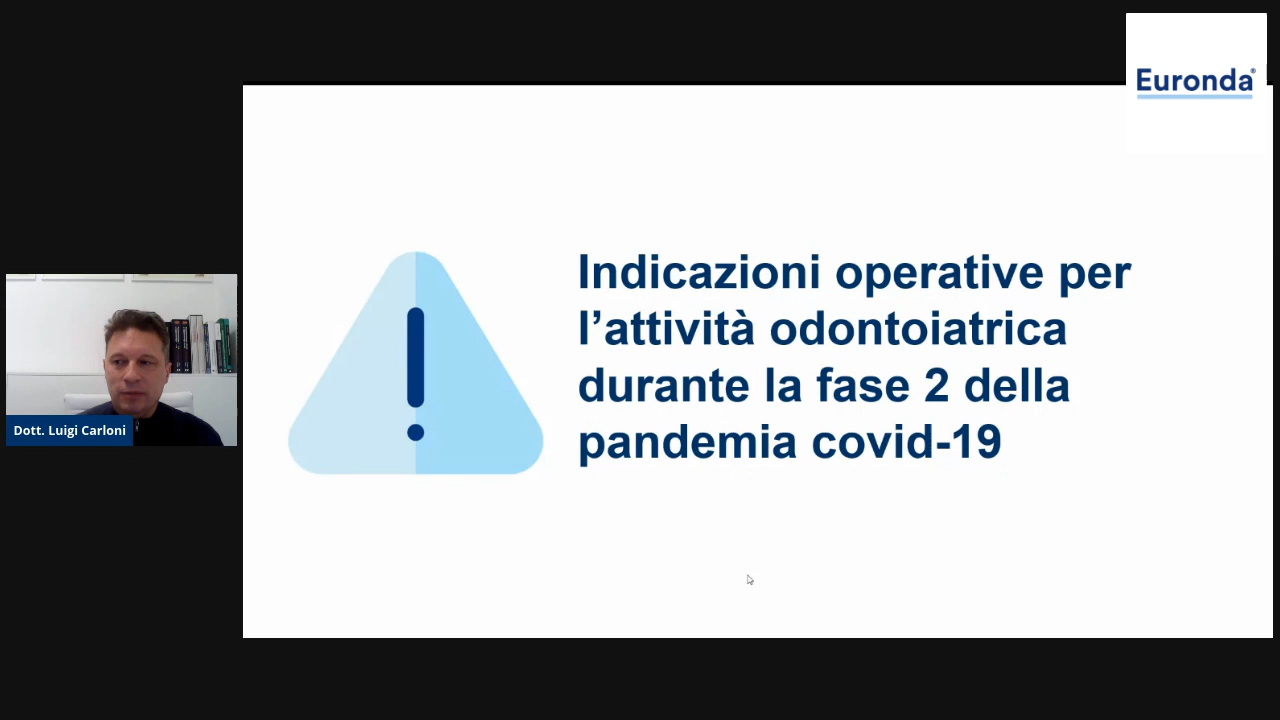 Euronda®
Indicazioni operative per
l’attività odontoiatrica
durante la fase 2 della
pandemia covid-19
Dott. Luigi Carloni